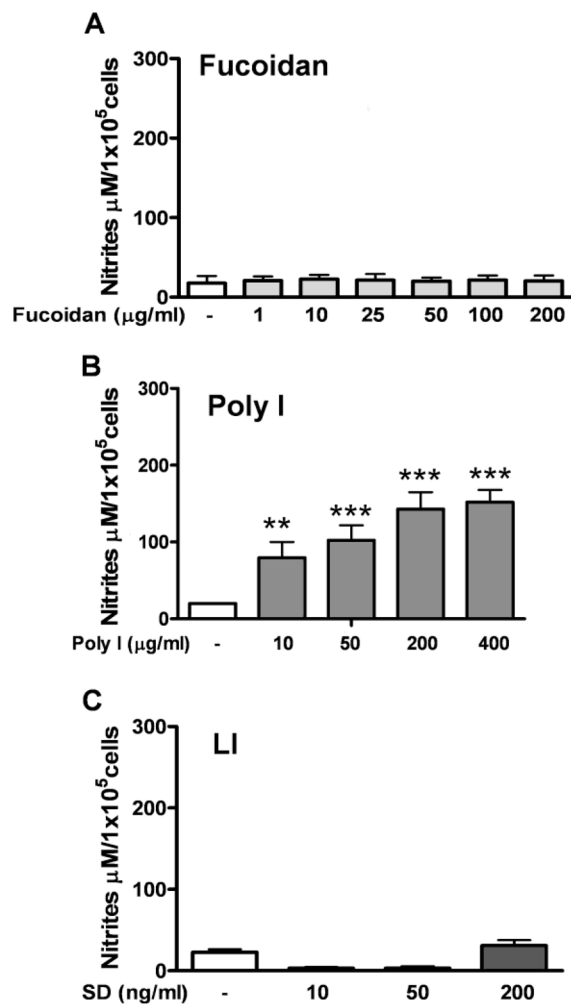 A
Fucoidan
Nitrites μM/1x10⁵cells
300
200
100
0
Fucoidan (μg/ml) - 1 10 25 50 100 200
B
Poly I
Nitrites μM/1x10⁵cells
300
200
100
0
** *** *** ***
Poly I (μg/ml) - 10 50 200 400
C
LI
Nitrites μM/1x10⁵cells
300
200
100
0
SD (ng/ml) - 10 50 200